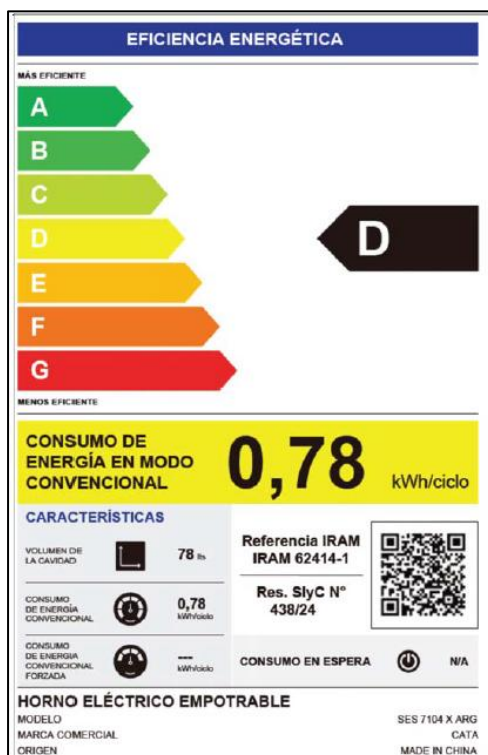 EFICIENCIA ENERGÉTICA
MÁS EFICIENTE
A
B
C
D
D
E
F
G
MENOS EFICIENTE
CONSUMO DE
ENERGÍA EN MODO
CONVENCIONAL
0,78
kWh/ciclo
CARACTERÍSTICAS
VOLUMEN DE
LA CAVIDAD
78 lts
CONSUMO
DE ENERGÍA
CONVENCIONAL
0,78
kWh/ciclo
CONSUMO
DE ENERGIA
CONVENCIONAL
FORZADA
---
kWh/ciclo
Referencia IRAM
IRAM 62414-1
Res. SIyC N°
438/24
CONSUMO EN ESPERA
N/A
HORNO ELÉCTRICO EMPOTRABLE
MODELO SES 7104 X ARG
MARCA COMERCIAL CATA
ORIGEN MADE IN CHINA